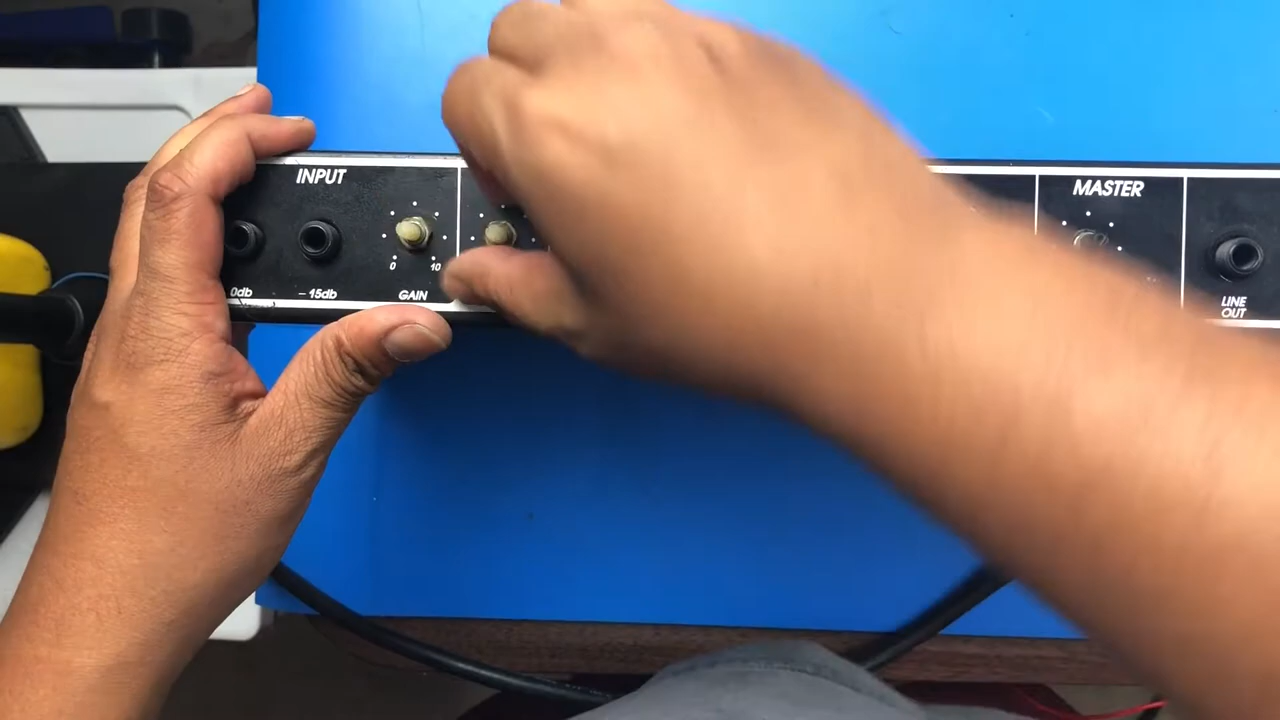 INPUT
0 10
0db
– 15db
GAIN
MASTER
LINE
OUT